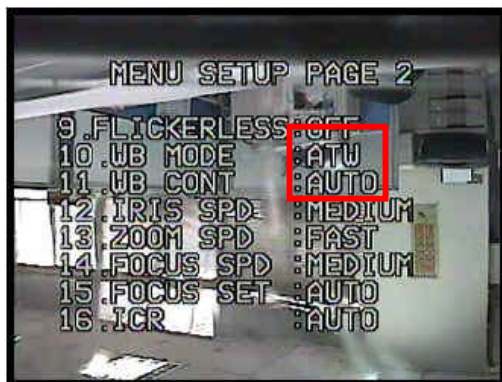 MENU SETUP PAGE 2
9.FLICKERLESS:OFF
10.WB MODE :ATW
11.WB CONT :AUTO
12.IRIS SPD :MEDIUM
13.ZOOM SPD :FAST
14.FOCUS SPD :MEDIUM
15.FOCUS SET :AUTO
16.ICR :AUTO